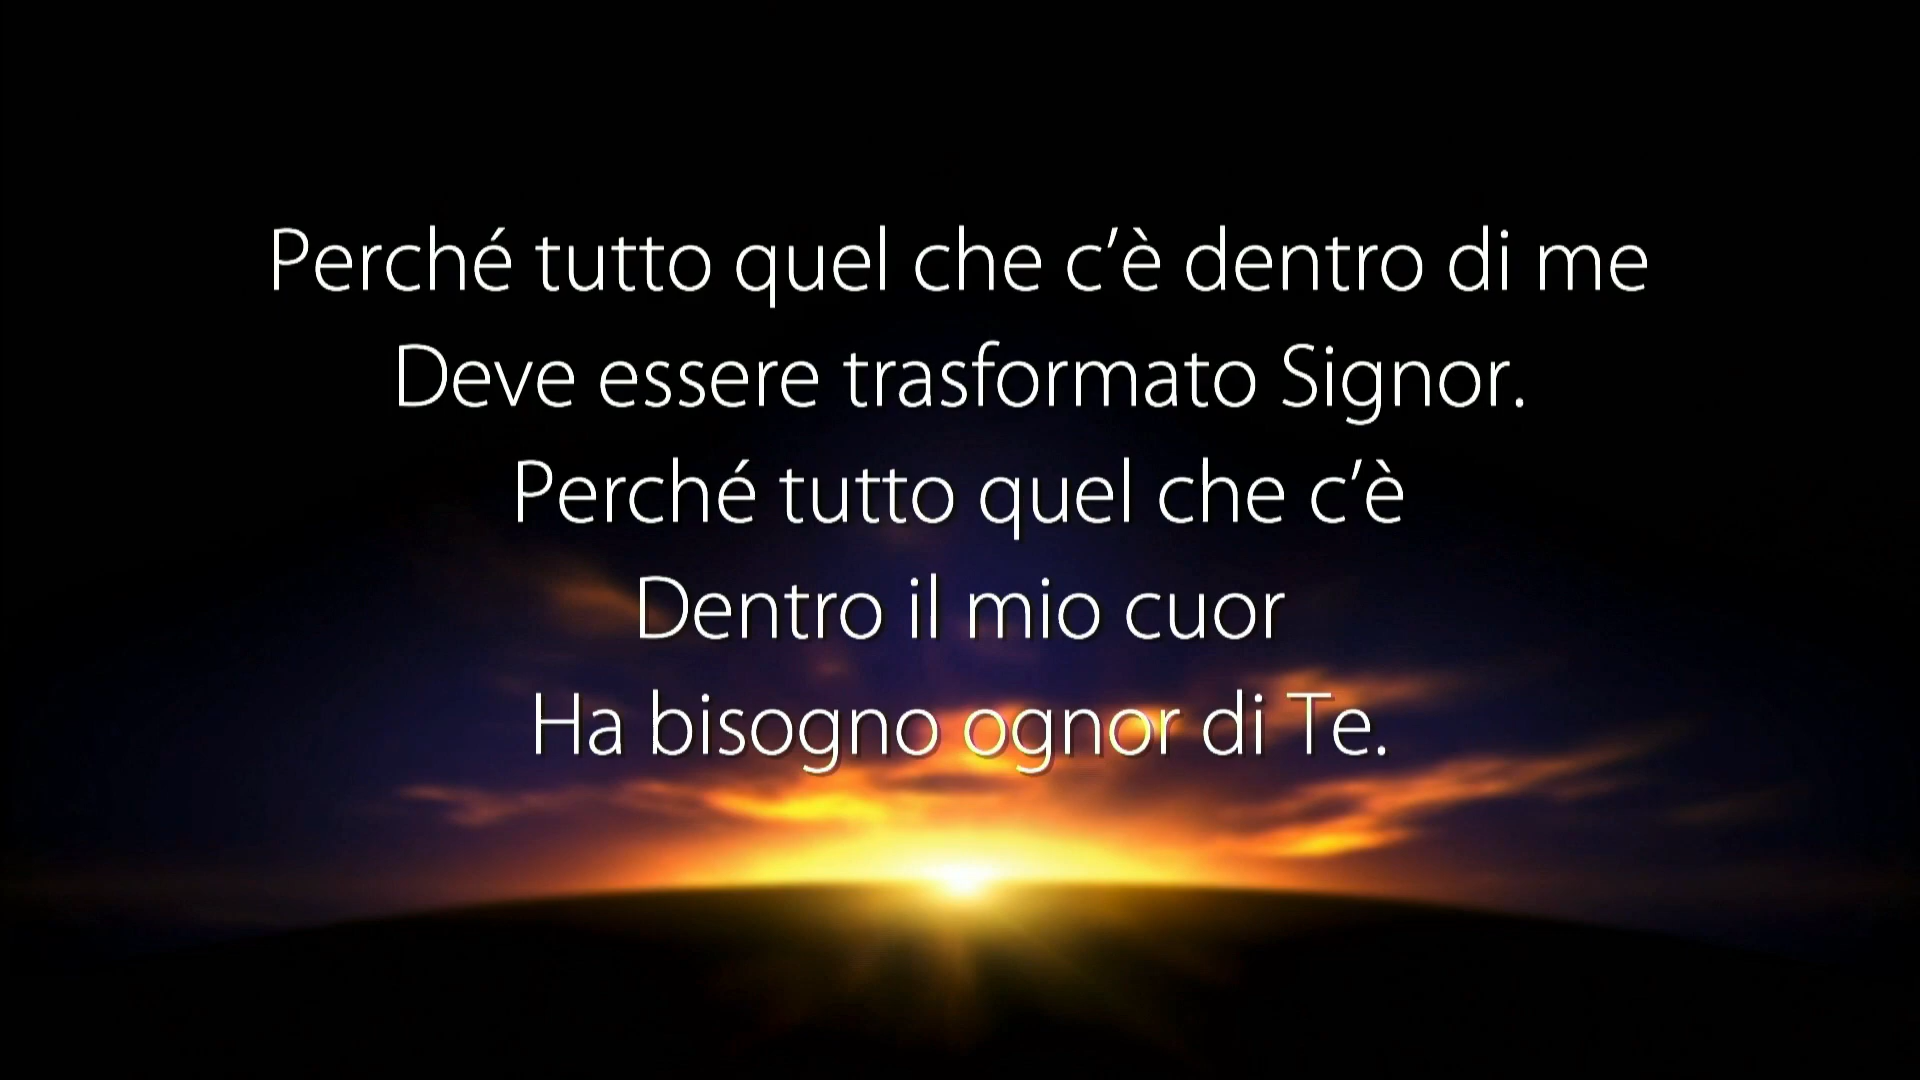 Perché tutto quel che c’è dentro di me
Deve essere trasformato Signor.
Perché tutto quel che c’è
Dentro il mio cuor
Ha bisogno ognor di Te.